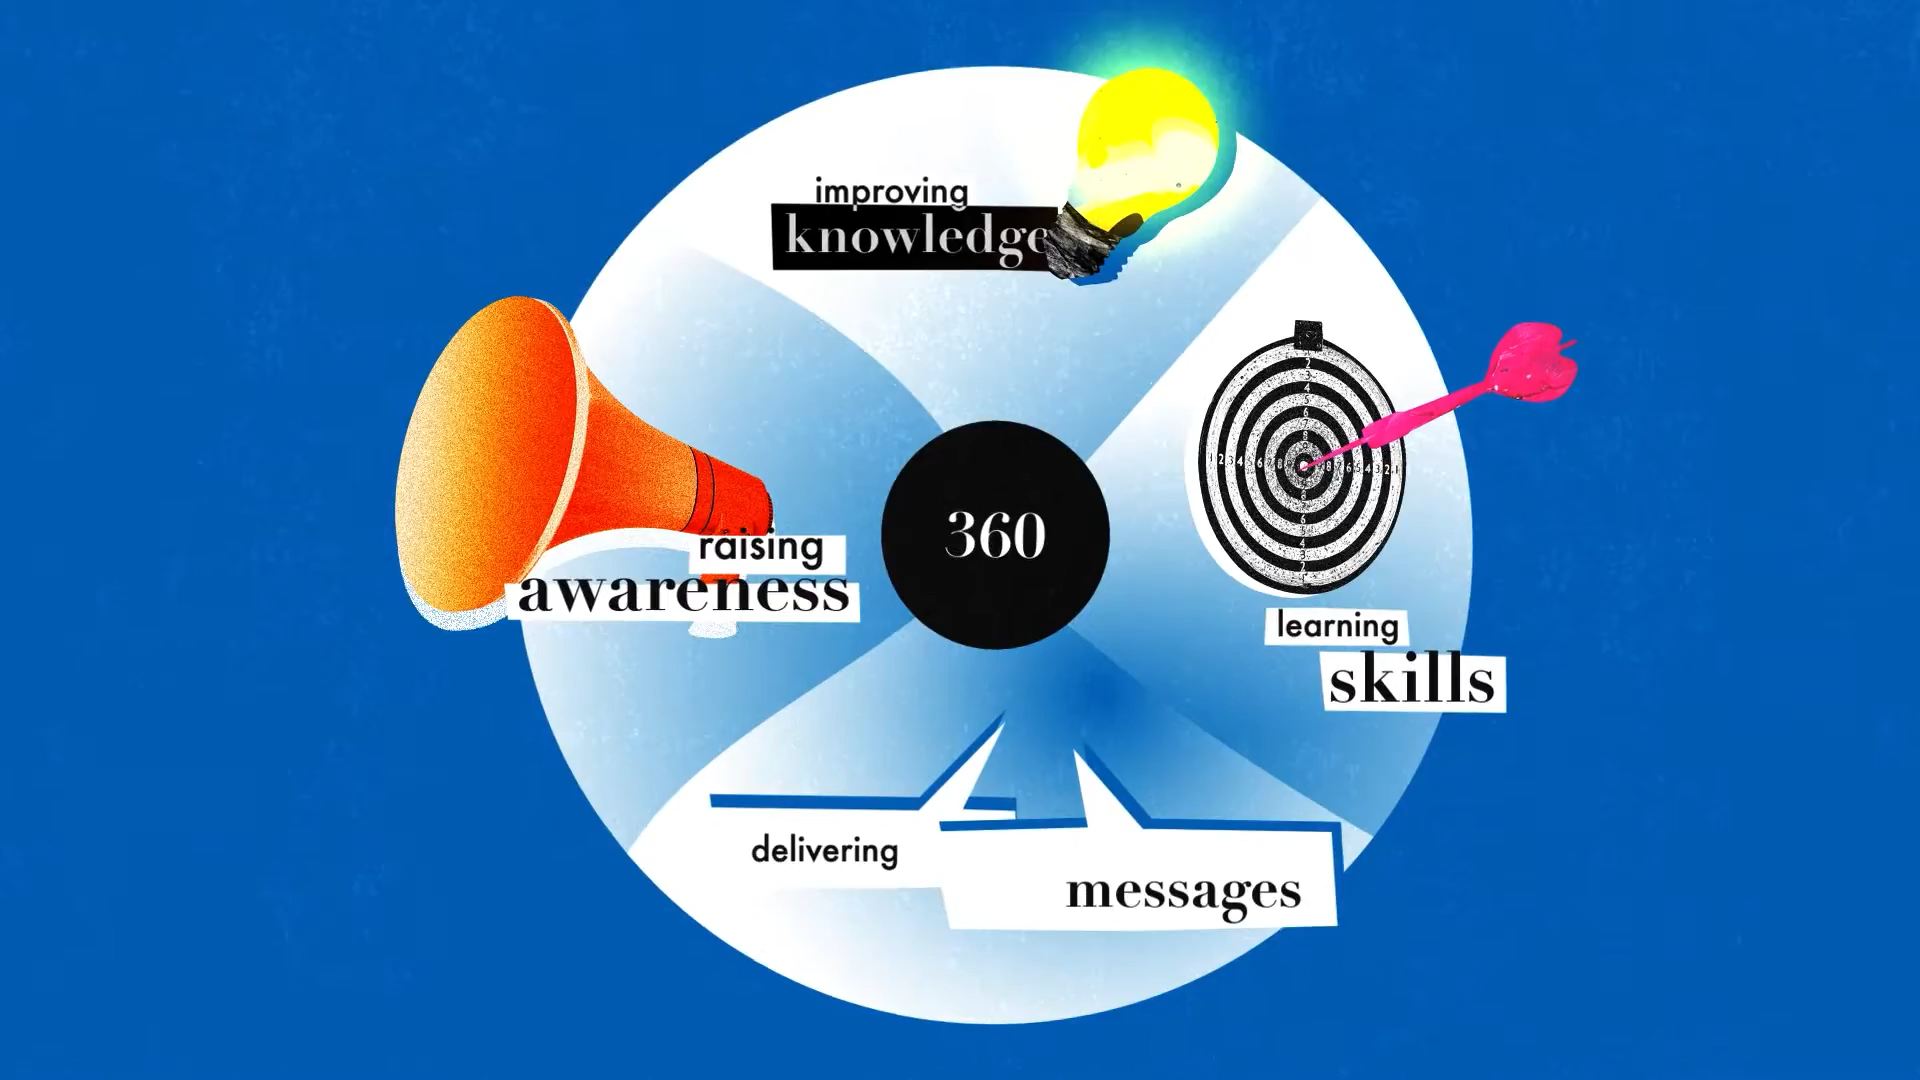 improving
knowledge
raising
awareness
360
learning
skills
delivering
messages